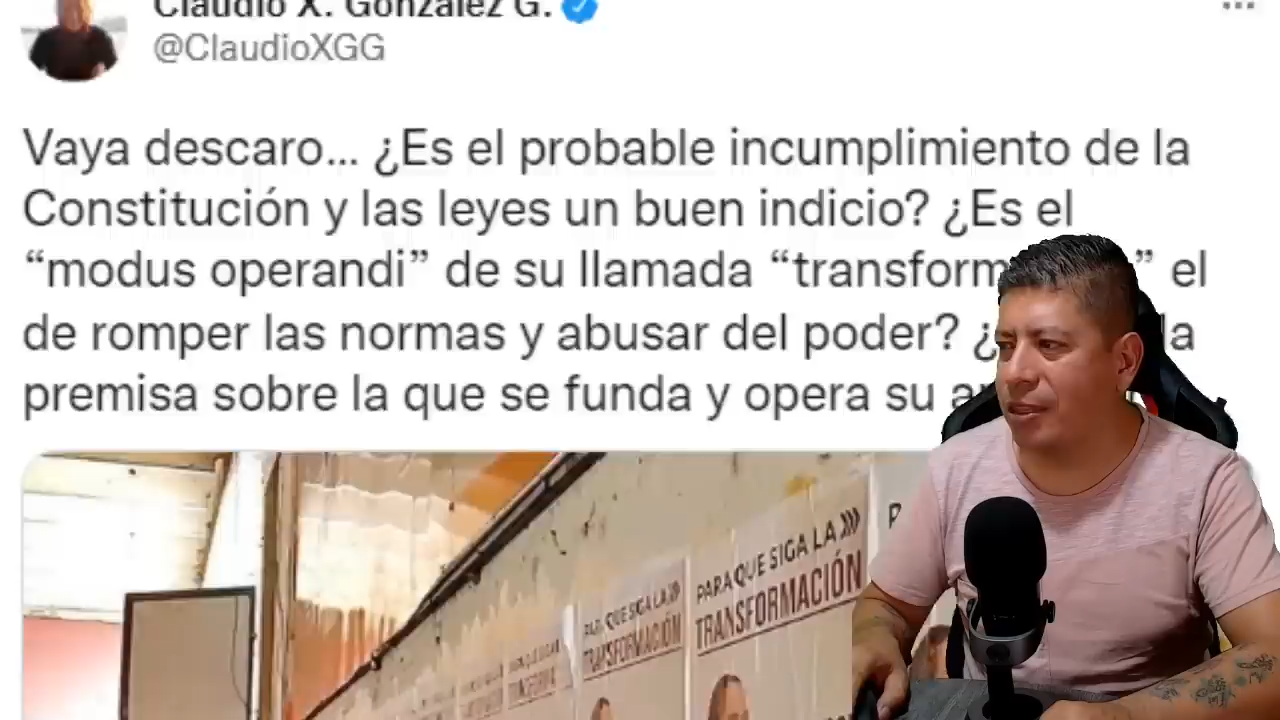 Claudio X. González G.
@ClaudioXGG
Vaya descaro... ¿Es el probable incumplimiento de la
Constitución y las leyes un buen indicio? ¿Es el
“modus operandi” de su llamada “transform ” el
de romper las normas y abusar del poder? ¿ la
premisa sobre la que se funda y opera su
PARA QUE SIGA LA
TRANSFORMACIÓN
PARA QUE SIGA LA
TRANSFORMACIÓN